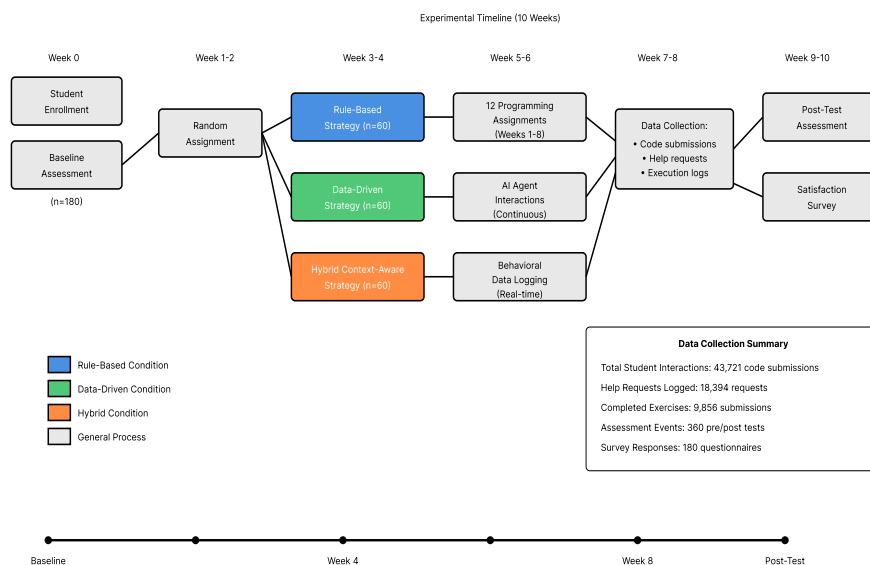 Experimental Timeline (10 Weeks)
Week 0
Week 1-2
Week 3-4
Week 5-6
Week 7-8
Week 9-10
Student
Enrollment
Baseline
Assessment
(n=180)
Random
Assignment
Rule-Based
Strategy (n=60)
Data-Driven
Strategy (n=60)
Hybrid Context-Aware
Strategy (n=60)
12 Programming
Assignments
(Weeks 1-8)
AI Agent
Interactions
(Continuous)
Behavioral
Data Logging
(Real-time)
Data Collection:
• Code submissions
• Help requests
• Execution logs
Post-Test
Assessment
Satisfaction
Survey
Rule-Based Condition
Data-Driven Condition
Hybrid Condition
General Process
Data Collection Summary
Total Student Interactions: 43,721 code submissions
Help Requests Logged: 18,394 requests
Completed Exercises: 9,856 submissions
Assessment Events: 360 pre/post tests
Survey Responses: 180 questionnaires
Baseline
Week 4
Week 8
Post-Test